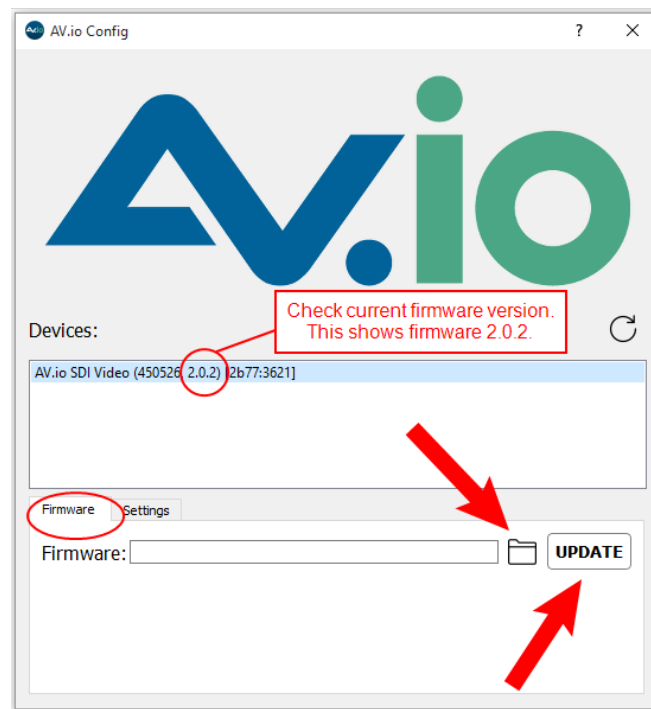 AV.io Config
?
AV.io
Check current firmware version.
This shows firmware 2.0.2.
Devices:
AV.io SDI Video (450526, 2.0.2) [2b77:3621]
Firmware
Settings
Firmware:
UPDATE